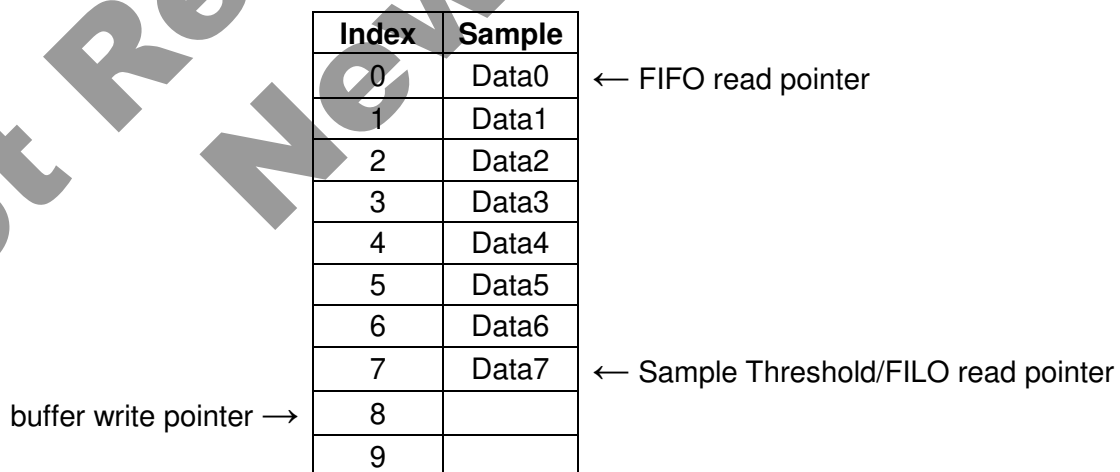 Index Sample
0 Data0 ← FIFO read pointer
1 Data1
2 Data2
3 Data3
4 Data4
5 Data5
6 Data6
7 Data7 ← Sample Threshold/FILO read pointer
buffer write pointer → 8
9